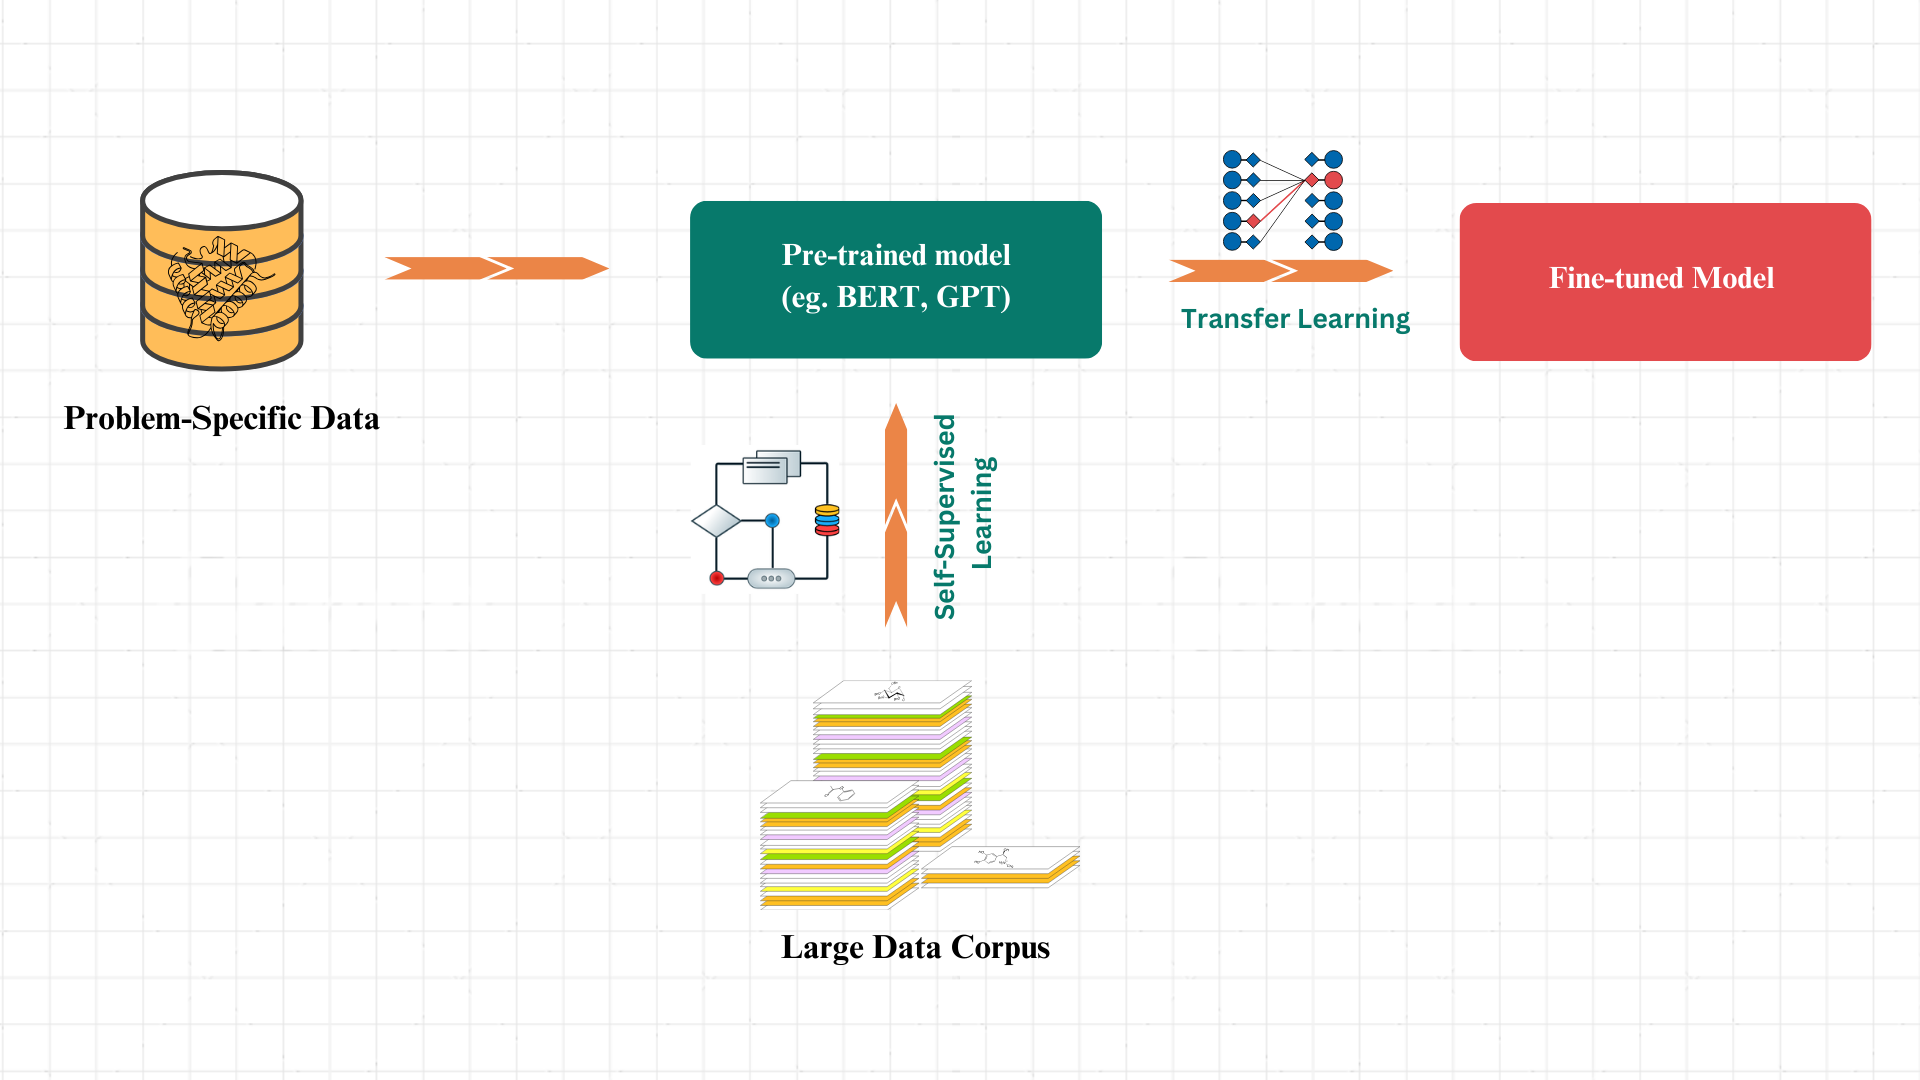 Pre-trained model
(eg. BERT, GPT)
Transfer Learning
Fine-tuned Model
Problem-Specific Data
Self-Supervised
Learning
Large Data Corpus